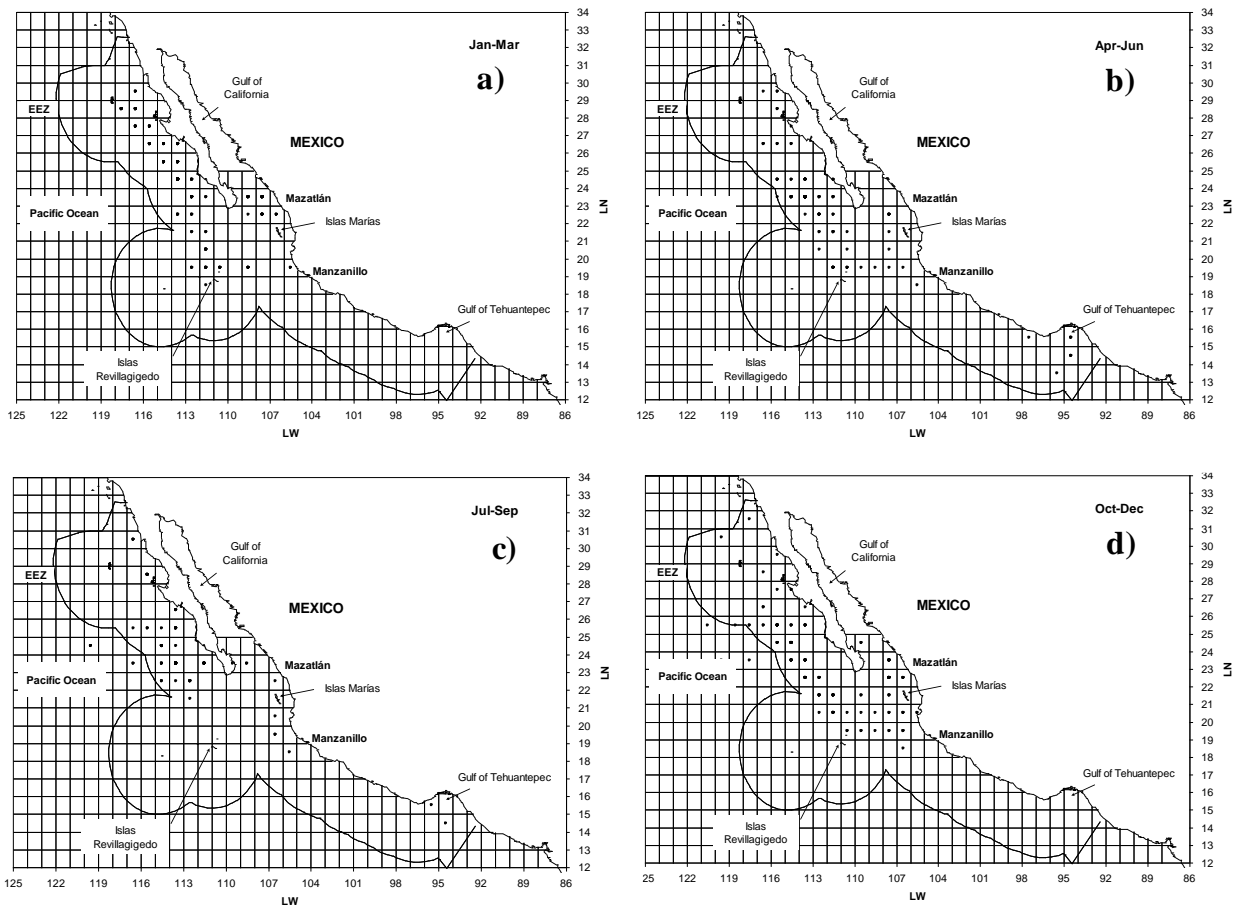 Jan-Mar
a)
Gulf of
California
EEZ
MEXICO
Pacific Ocean
Mazatlán
Islas Marías
Manzanillo
Gulf of Tehuantepec
Islas
Revillagigedo
34
33
32
31
30
29
28
27
26
25
24
23
22
21
20
19
18
17
16
15
14
13
12
LN
125 122 119 116 113 110 107 104 101 98 95 92 89 86
LW
Apr-Jun
b)
Gulf of
California
EEZ
MEXICO
Pacific Ocean
Mazatlán
Islas Marías
Manzanillo
Gulf of Tehuantepec
Islas
Revillagigedo
34
33
32
31
30
29
28
27
26
25
24
23
22
21
20
19
18
17
16
15
14
13
12
LN
125 122 119 116 113 110 107 104 101 98 95 92 89 86
LW
Jul-Sep
c)
Gulf of
California
EEZ
MEXICO
Pacific Ocean
Mazatlán
Islas Marías
Manzanillo
Gulf of Tehuantepec
Islas
Revillagigedo
34
33
32
31
30
29
28
27
26
25
24
23
22
21
20
19
18
17
16
15
14
13
12
LN
125 122 119 116 113 110 107 104 101 98 95 92 89 86
LW
Oct-Dec
d)
Gulf of
California
EEZ
MEXICO
Pacific Ocean
Mazatlán
Islas Marías
Manzanillo
Gulf of Tehuantepec
Islas
Revillagigedo
34
33
32
31
30
29
28
27
26
25
24
23
22
21
20
19
18
17
16
15
14
13
12
LN
25 122 119 116 113 110 107 104 101 98 95 92 89 86
LW